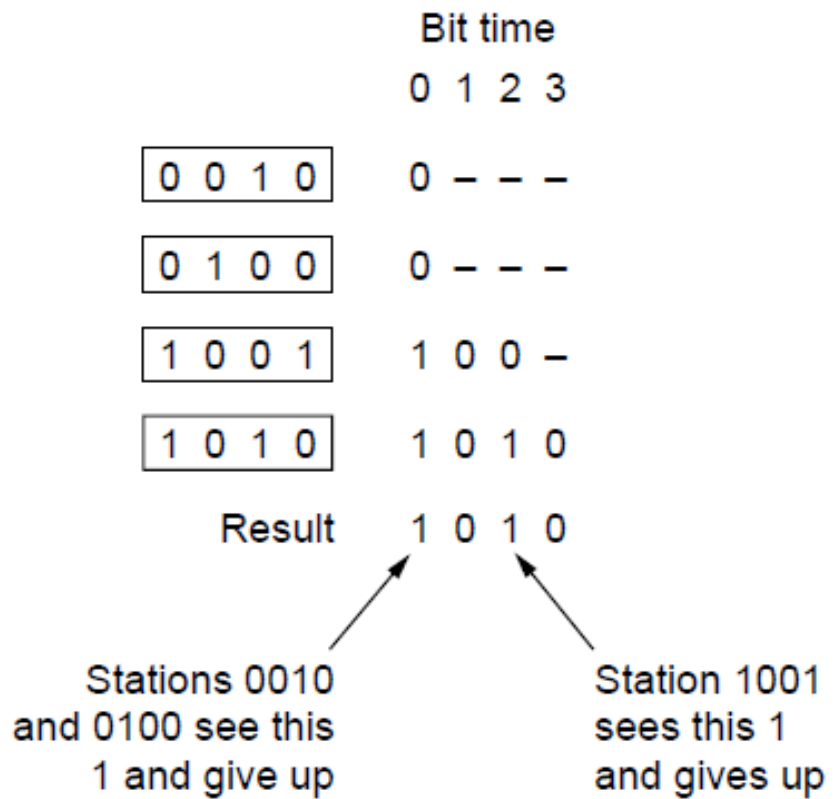 Bit time
0 1 2 3
0 0 1 0 0 – – –
0 1 0 0 0 – – –
1 0 0 1 1 0 0 –
1 0 1 0 1 0 1 0
Result 1 0 1 0
Stations 0010
and 0100 see this
1 and give up
Station 1001
sees this 1
and gives up